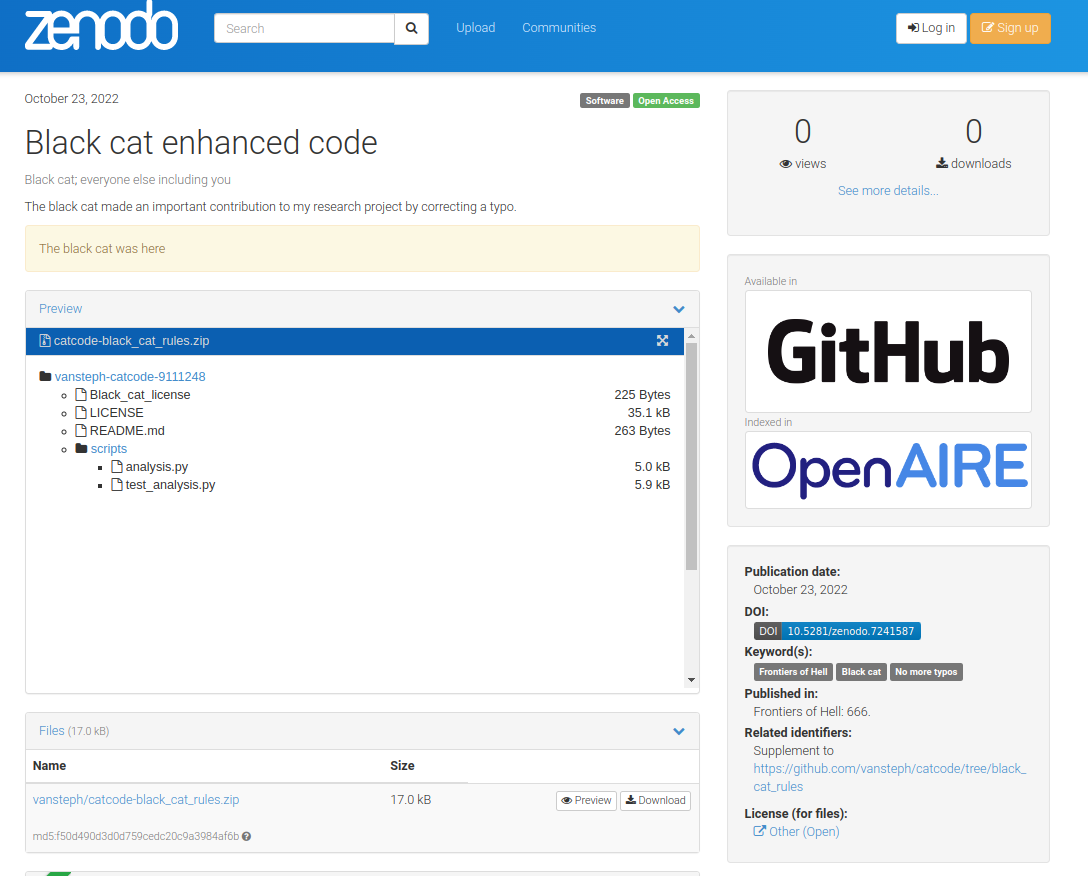 zenodo
Search
Upload
Communities
Log in
Sign up
October 23, 2022
Software
Open Access
Black cat enhanced code
Black cat; everyone else including you
The black cat made an important contribution to my research project by correcting a typo.
The black cat was here
Preview
catcode-black_cat_rules.zip
vansteph-catcode-9111248
Black_cat_license 225 Bytes
LICENSE 35.1 kB
README.md 263 Bytes
scripts
analysis.py 5.0 kB
test_analysis.py 5.9 kB
Files (17.0 kB)
Name Size
vansteph/catcode-black_cat_rules.zip 17.0 kB Preview Download
md5:f50d490d3d0d759cedc20c9a3984af6b
0 0
views downloads
See more details...
Available in
GitHub
Indexed in
OpenAIRE
Publication date:
October 23, 2022
DOI:
DOI 10.5281/zenodo.7241587
Keyword(s):
Frontiers of Hell Black cat No more typos
Published in:
Frontiers of Hell: 666.
Related identifiers:
Supplement to
https://github.com/vansteph/catcode/tree/black_
cat_rules
License (for files):
Other (Open)